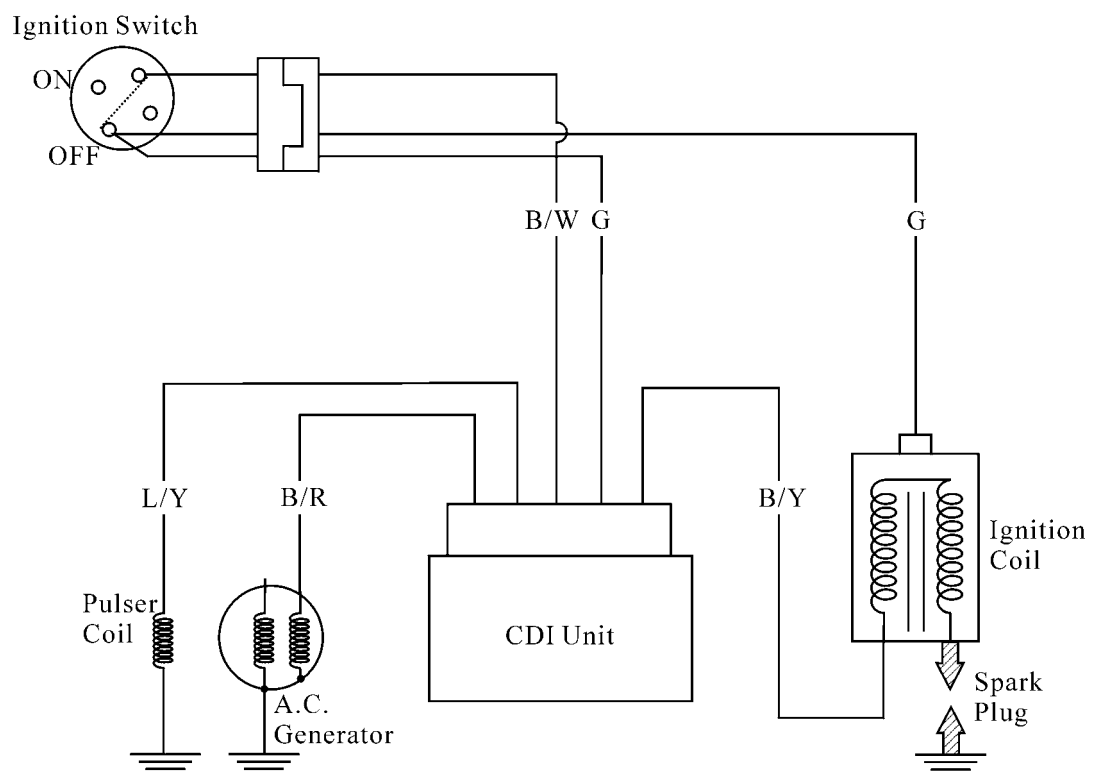 Ignition Switch
ON
OFF
B/W G
G
L/Y
B/R
B/Y
Ignition
Coil
Pulser
Coil
CDI Unit
A.C.
Generator
Spark
Plug